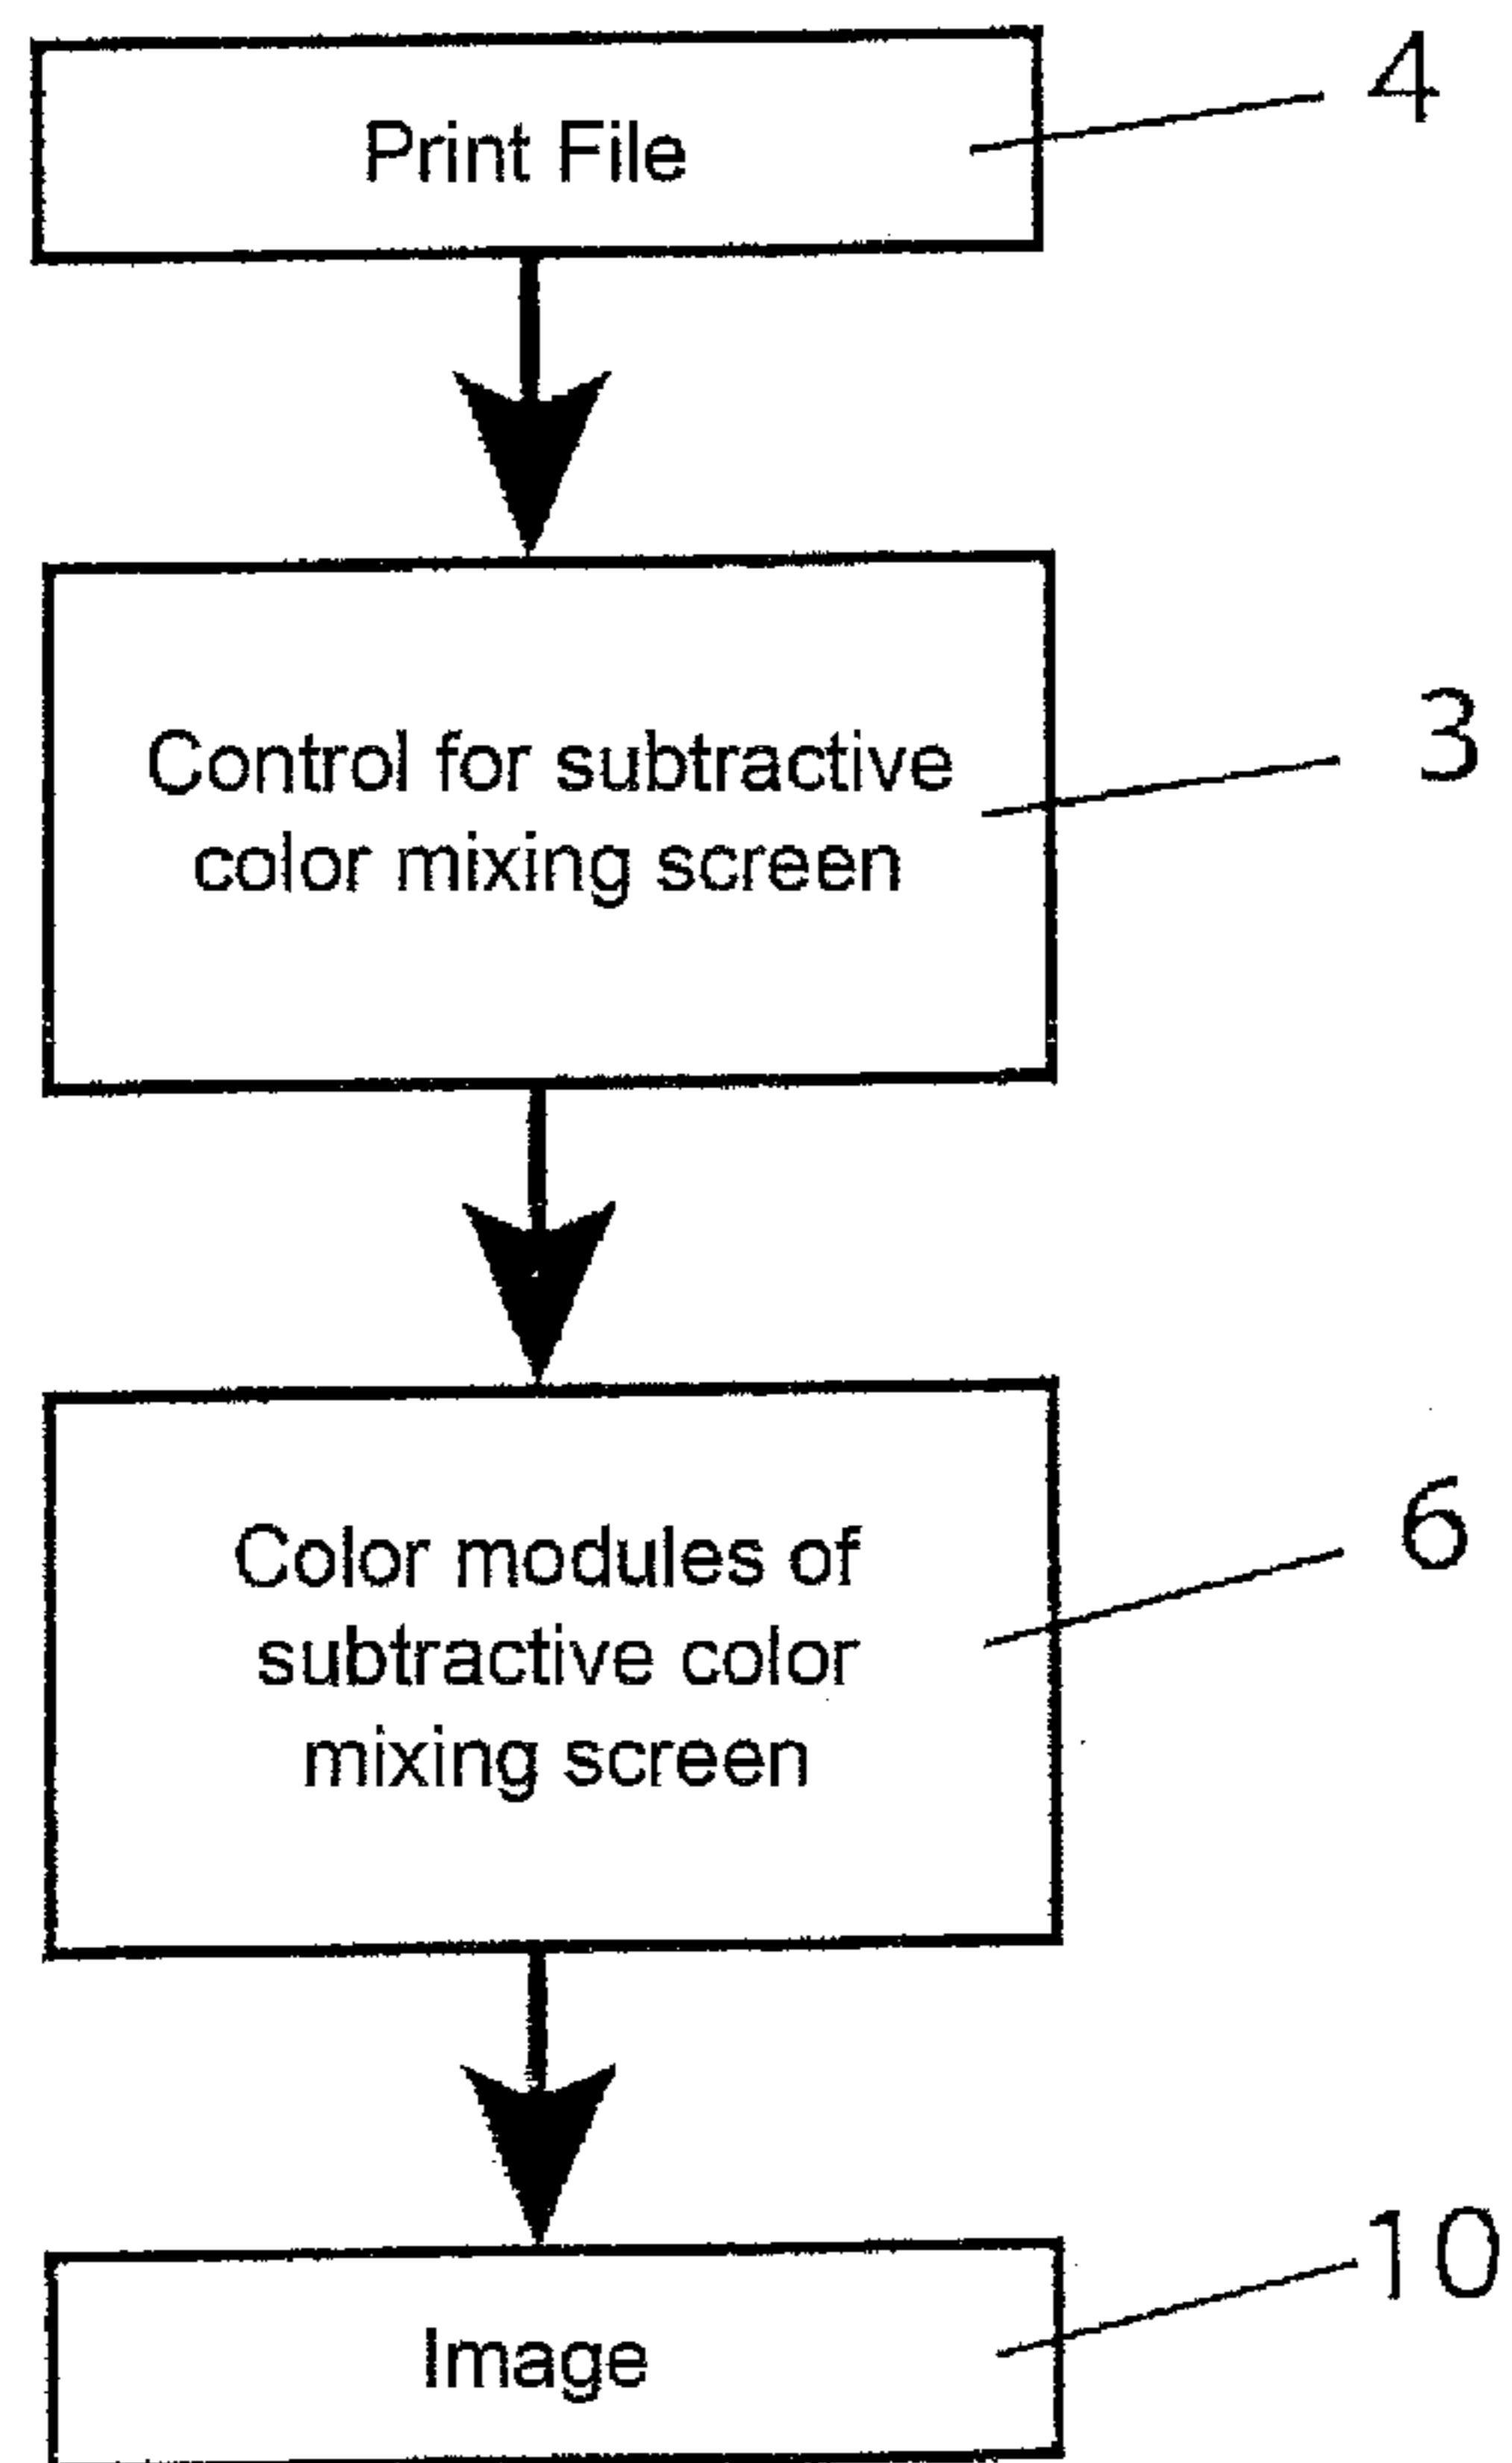 Print File
4
Control for subtractive
color mixing screen
3
Color modules of
subtractive color
mixing screen
6
Image
10